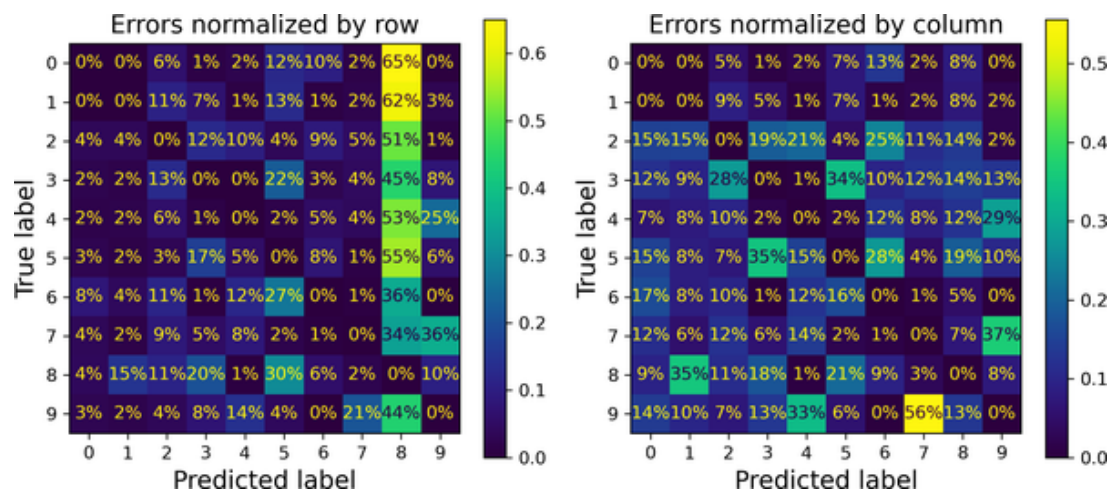 Errors normalized by row
True label
0 0% 0% 6% 1% 2% 12% 10% 2% 65% 0%
1 0% 0% 11% 7% 1% 13% 1% 2% 62% 3%
2 4% 4% 0% 12% 10% 4% 9% 5% 51% 1%
3 2% 2% 13% 0% 0% 22% 3% 4% 45% 8%
4 2% 2% 6% 1% 0% 2% 5% 4% 53% 25%
5 3% 2% 3% 17% 5% 0% 8% 1% 55% 6%
6 8% 4% 11% 1% 12% 27% 0% 1% 36% 0%
7 4% 2% 9% 5% 8% 2% 1% 0% 34% 36%
8 4% 15% 11% 20% 1% 30% 6% 2% 0% 10%
9 3% 2% 4% 8% 14% 4% 0% 21% 44% 0%
0 1 2 3 4 5 6 7 8 9
Predicted label
0.6
0.5
0.4
0.3
0.2
0.1
0.0
Errors normalized by column
True label
0 0% 0% 5% 1% 2% 7% 13% 2% 8% 0%
1 0% 0% 9% 5% 1% 7% 1% 2% 8% 2%
2 15% 15% 0% 19% 21% 4% 25% 11% 14% 2%
3 12% 9% 28% 0% 1% 34% 10% 12% 14% 13%
4 7% 8% 10% 2% 0% 2% 12% 8% 12% 29%
5 15% 8% 7% 35% 15% 0% 28% 4% 19% 10%
6 17% 8% 10% 1% 12% 16% 0% 1% 5% 0%
7 12% 6% 12% 6% 14% 2% 1% 0% 7% 37%
8 9% 35% 11% 18% 1% 21% 9% 3% 0% 8%
9 14% 10% 7% 13% 33% 6% 0% 56% 13% 0%
0 1 2 3 4 5 6 7 8 9
Predicted label
0.5
0.4
0.3
0.2
0.1
0.0